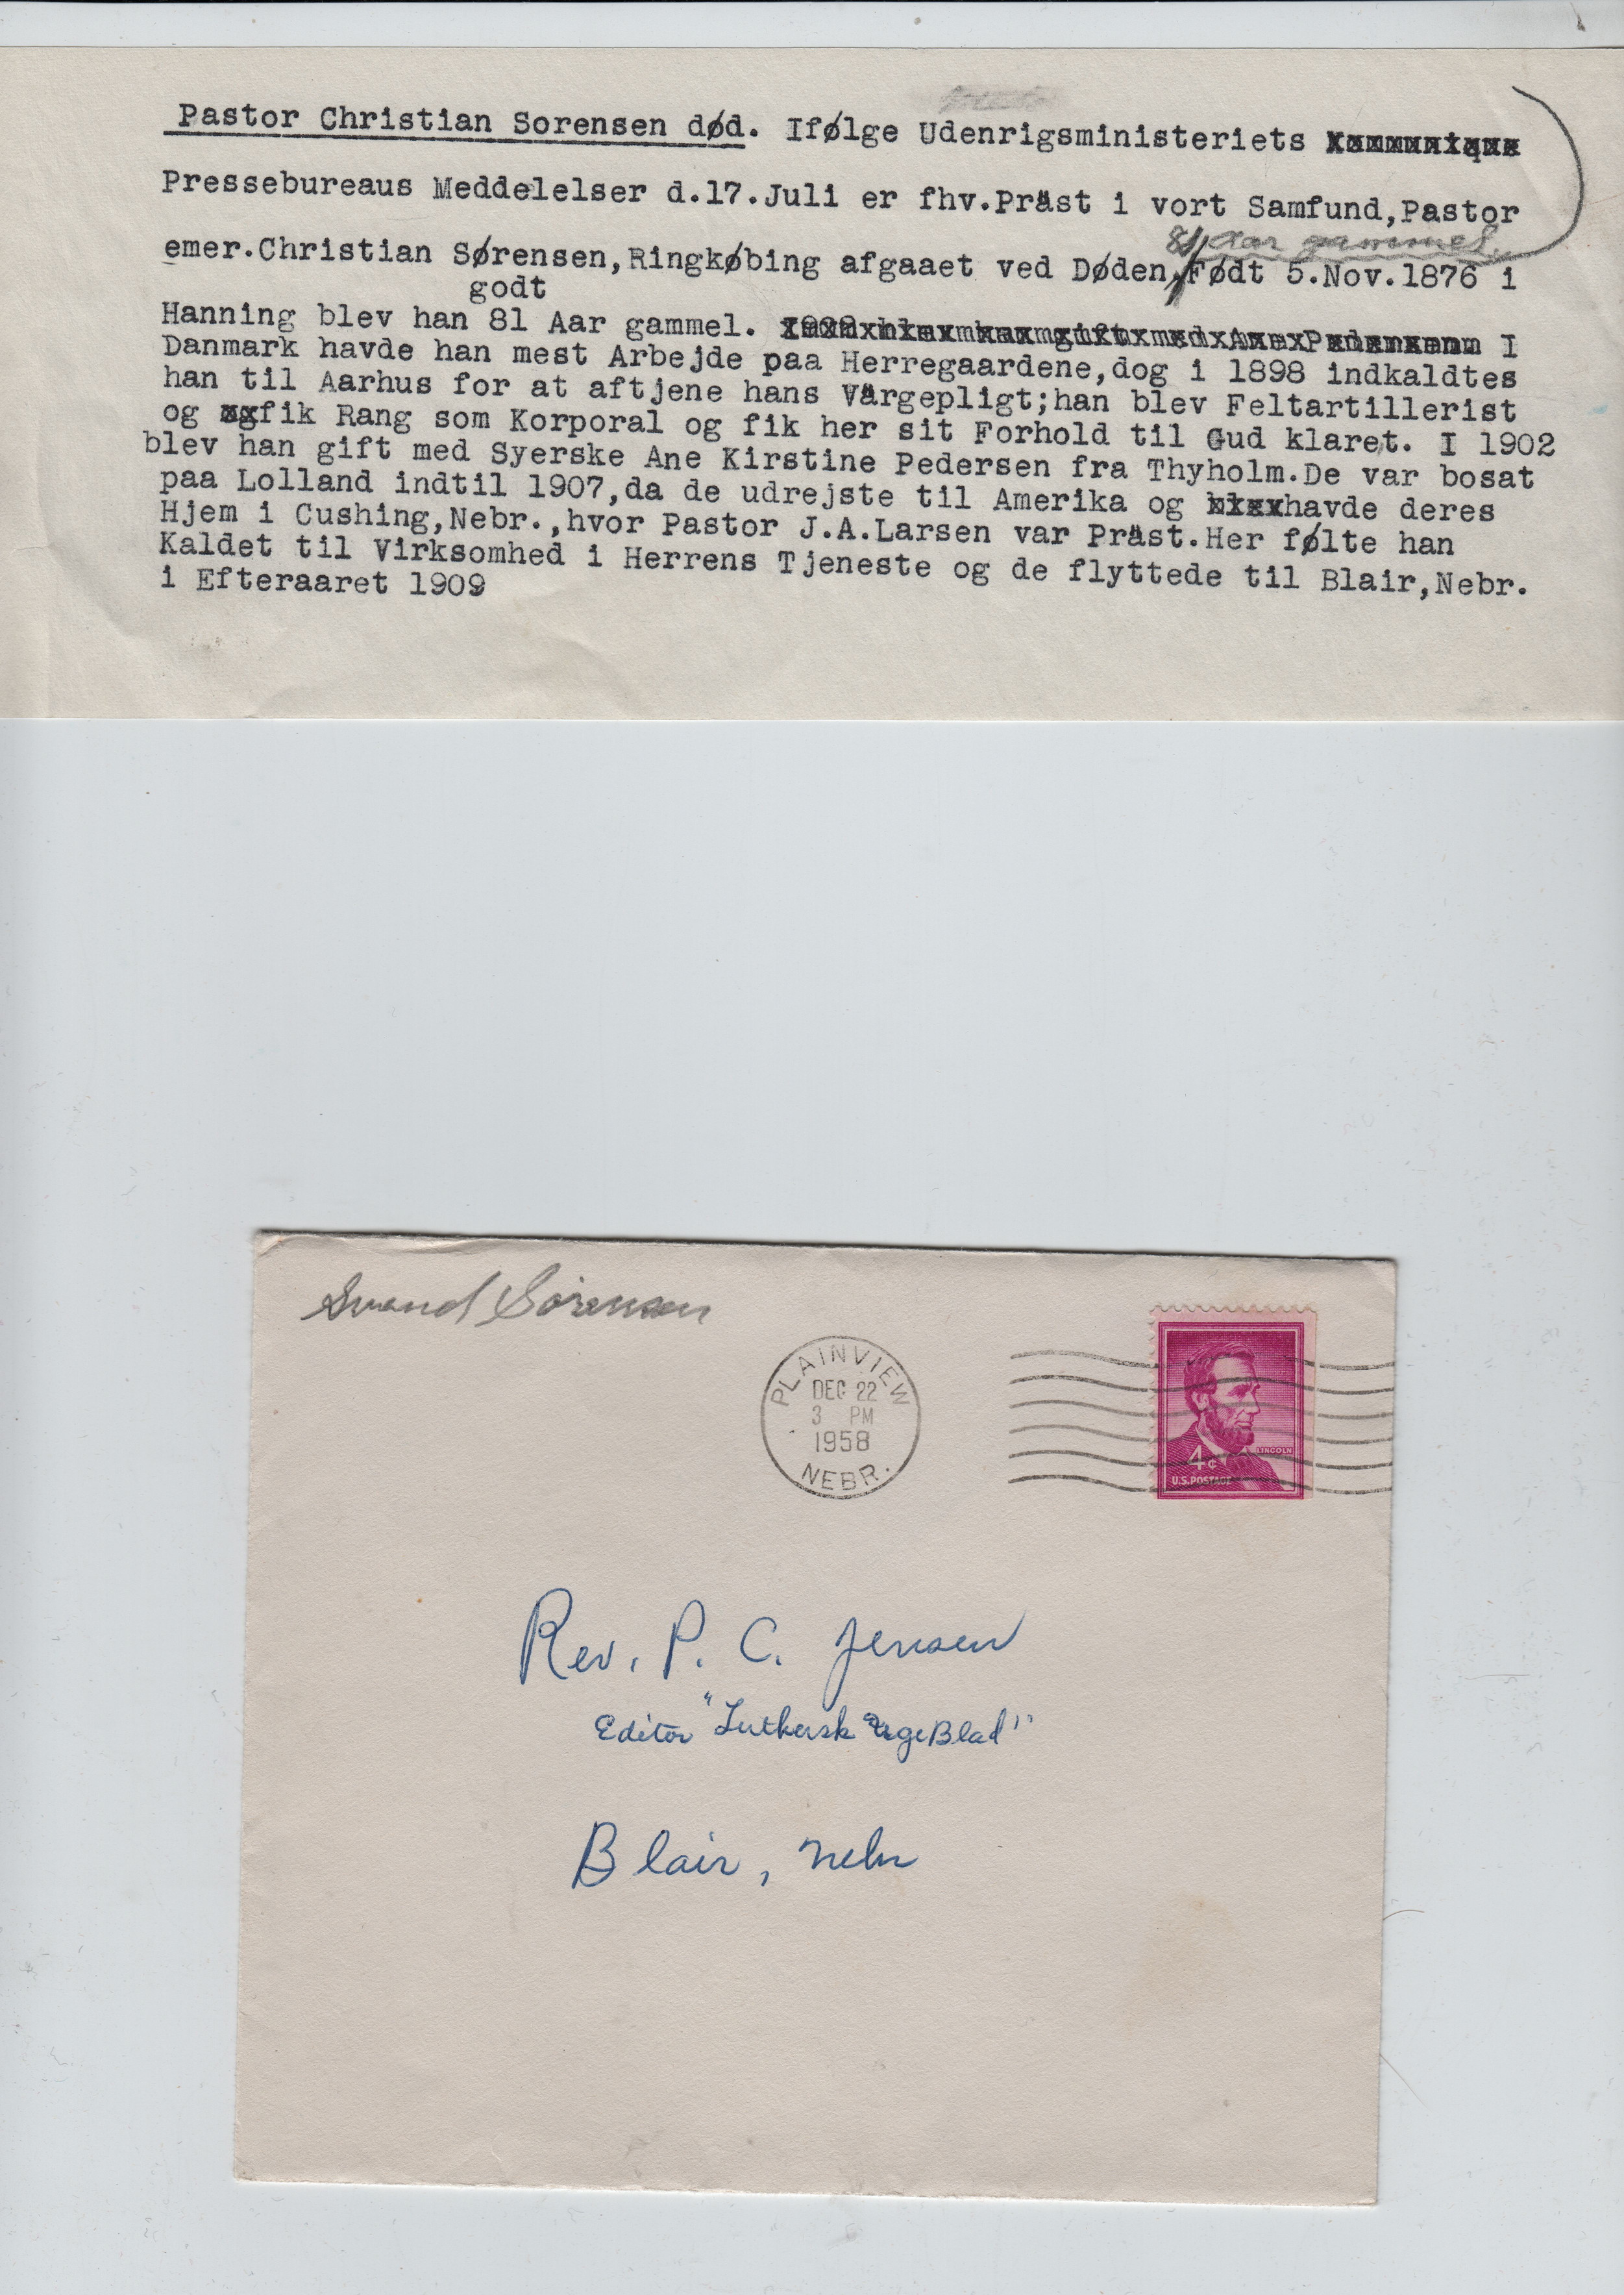 Pastor Christian Sorensen død. Ifølge Udenrigsministeriets
Pressebureaus Meddelelser d.17.Juli er fhv.Präst i vort Samfund,Pastor
81 Aar gammel.
emer.Christian Sørensen,Ringkøbing afgaaet ved Døden, Født 5.Nov.1876 i
godt
Hanning blev han 81 Aar gammel. I
Danmark havde han mest Arbejde paa Herregaardene,dog i 1898 indkaldtes
han til Aarhus for at aftjene hans Värgepligt;han blev Feltartillerist
og fik Rang som Korporal og fik her sit Forhold til Gud klaret. I 1902
blev han gift med Syerske Ane Kirstine Pedersen fra Thyholm.De var bosat
paa Lolland indtil 1907,da de udrejste til Amerika og havde deres
Hjem i Cushing,Nebr.,hvor Pastor J.A.Larsen var Präst.Her følte han
Kaldet til Virksomhed i Herrens Tjeneste og de flyttede til Blair,Nebr.
i Efteraaret 1909
Svend Sörensen
PLAINVIEW
DEC 22
3 PM
1958
NEBR.
LINCOLN
4¢
U.S.POSTAGE
Rev. P. C. Jensen
Editor "Luthersk UgeBlad"
Blair, Nebr